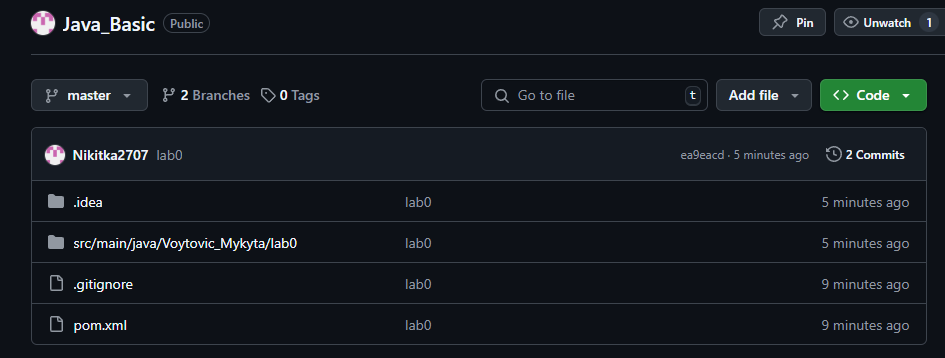 Java_Basic Public Pin Unwatch 1
master 2 Branches 0 Tags Go to file t Add file Code
Nikitka2707 lab0 ea9eacd · 5 minutes ago 2 Commits
.idea lab0 5 minutes ago
src/main/java/Voytovic_Mykyta/lab0 lab0 5 minutes ago
.gitignore lab0 9 minutes ago
pom.xml lab0 9 minutes ago